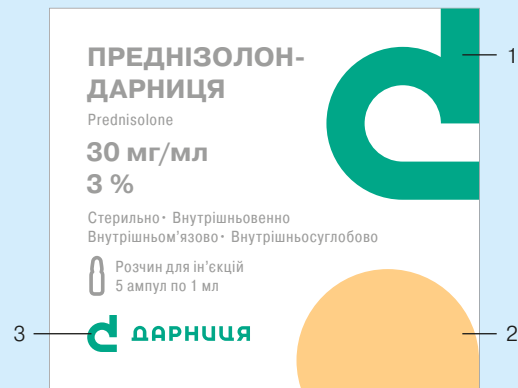 ПРЕДНІЗОЛОН-
ДАРНИЦЯ
Prednisolone
30 мг/мл
3 %
Стерильно· Внутрішньовенно
Внутрішньом’язово· Внутрішньосуглобово
Розчин для ін’єкцій
5 ампул по 1 мл
ДАРНИЦЯ
1
2
3